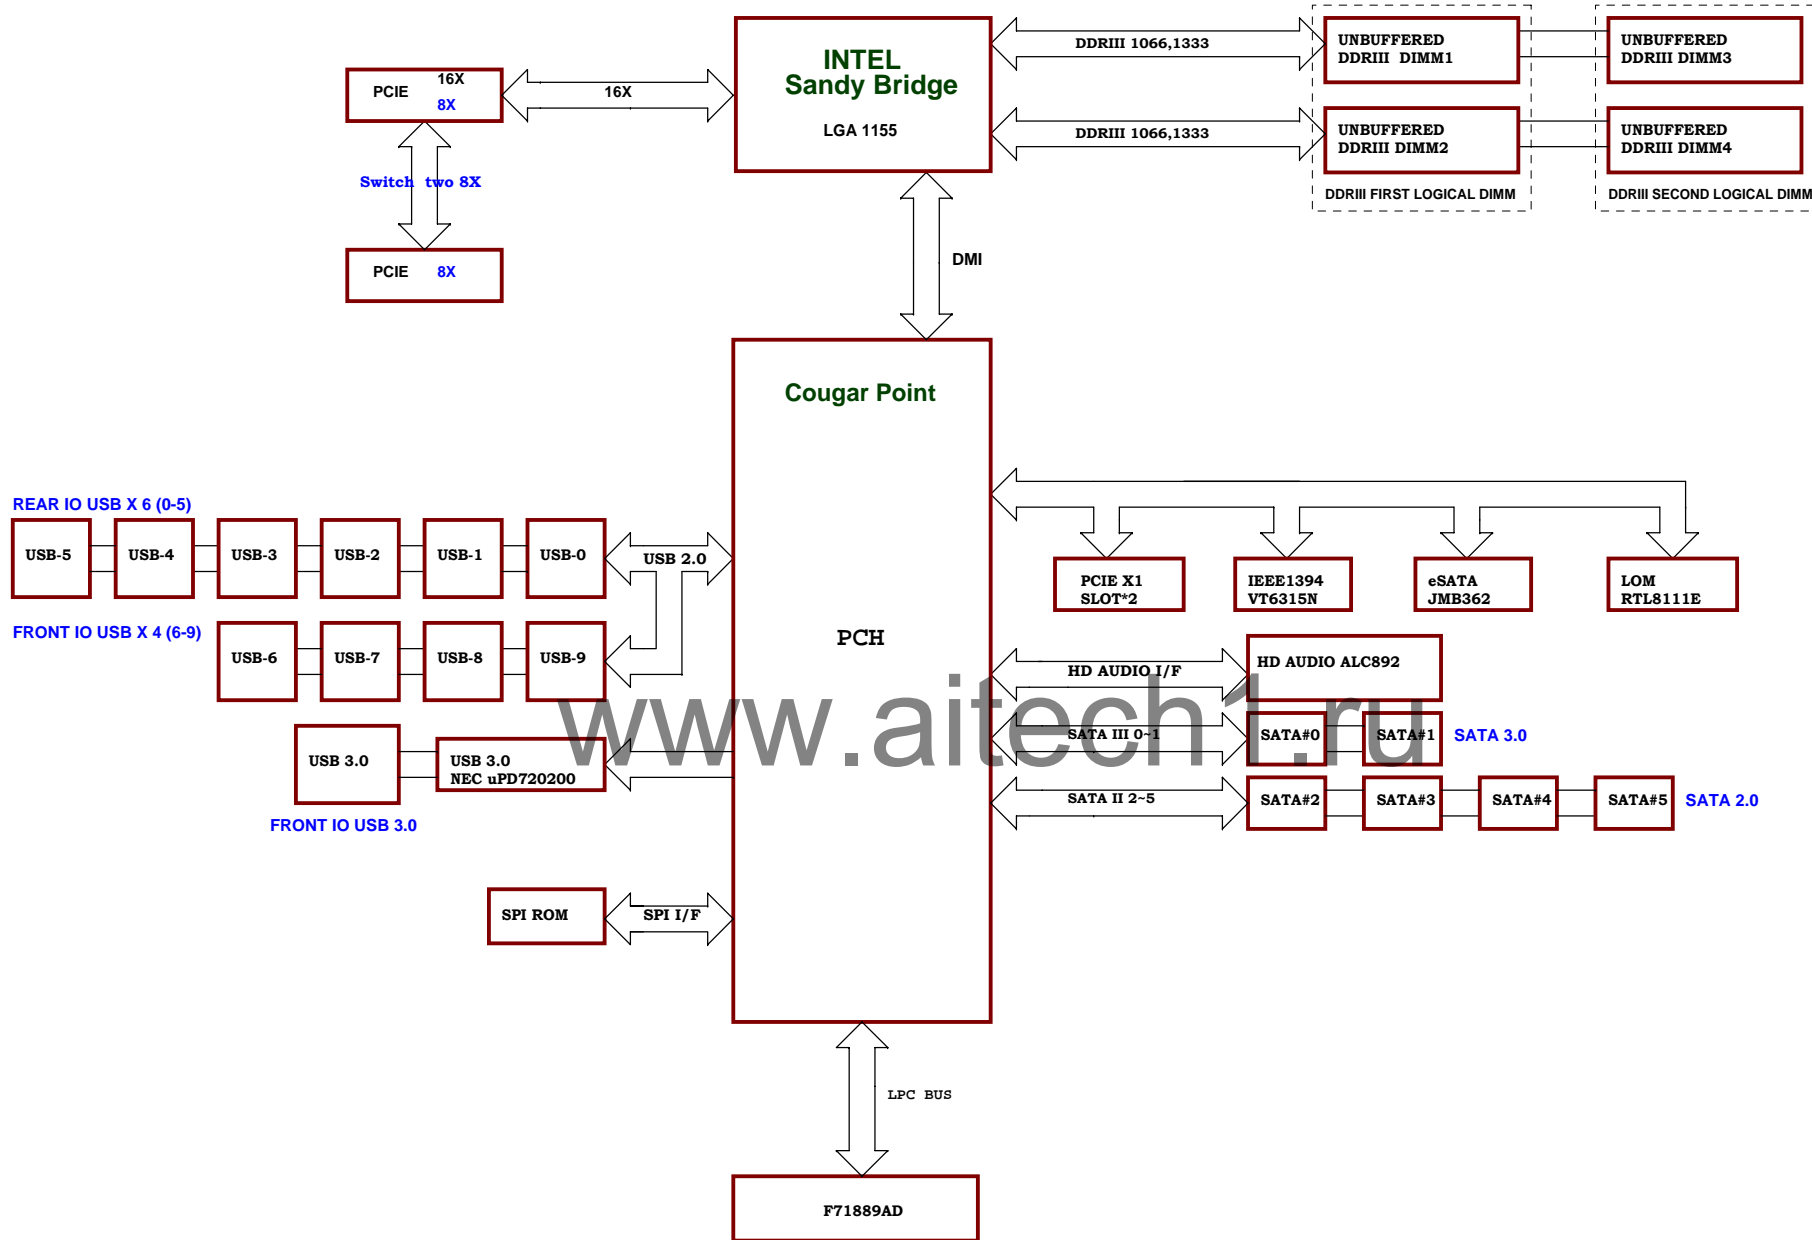 INTEL
Sandy Bridge
LGA 1155
PCIE
16X
8X
16X
Switch two 8X
PCIE 8X
DDRIII 1066,1333
DDRIII 1066,1333
UNBUFFERED
DDRIII DIMM1
UNBUFFERED
DDRIII DIMM3
UNBUFFERED
DDRIII DIMM2
UNBUFFERED
DDRIII DIMM4
DDRIII FIRST LOGICAL DIMM
DDRIII SECOND LOGICAL DIMM
DMI
Cougar Point
PCH
REAR IO USB X 6 (0-5)
USB-5
USB-4
USB-3
USB-2
USB-1
USB-0
USB 2.0
FRONT IO USB X 4 (6-9)
USB-6
USB-7
USB-8
USB-9
USB 3.0
USB 3.0
NEC uPD720200
FRONT IO USB 3.0
SPI ROM
SPI I/F
PCIE X1
SLOT*2
IEEE1394
VT6315N
eSATA
JMB362
LOM
RTL8111E
HD AUDIO I/F
HD AUDIO ALC892
SATA III 0~1
SATA#0
SATA#1
SATA 3.0
SATA II 2~5
SATA#2
SATA#3
SATA#4
SATA#5
SATA 2.0
www.aitech1.ru
LPC BUS
F71889AD